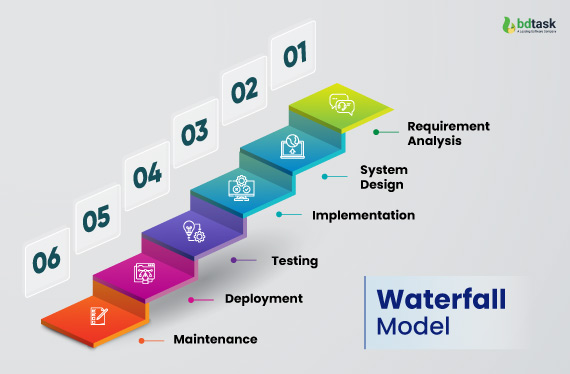 bdtask
A Leading Software Company
01
02
03
04
05
06
Requirement
Analysis
System
Design
Implementation
Testing
Deployment
Maintenance
Waterfall
Model